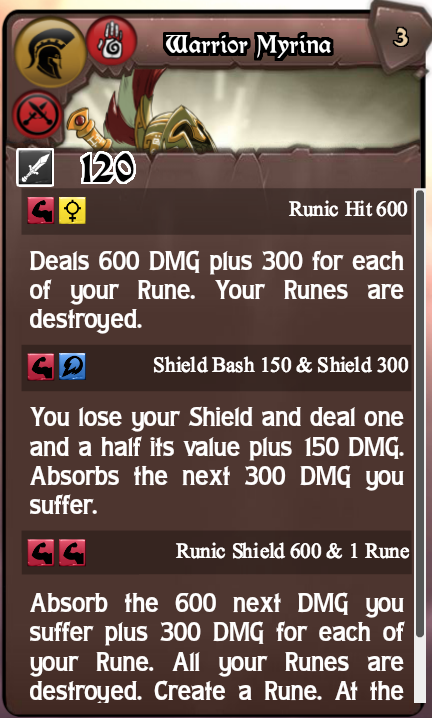 Warrior Myrina
3
120
Runic Hit 600
Deals 600 DMG plus 300 for each
of your Rune. Your Runes are
destroyed.
Shield Bash 150 & Shield 300
You lose your Shield and deal one
and a half its value plus 150 DMG.
Absorbs the next 300 DMG you
suffer.
Runic Shield 600 & 1 Rune
Absorb the 600 next DMG you
suffer plus 300 DMG for each of
your Rune. All your Runes are
destroyed. Create a Rune. At the